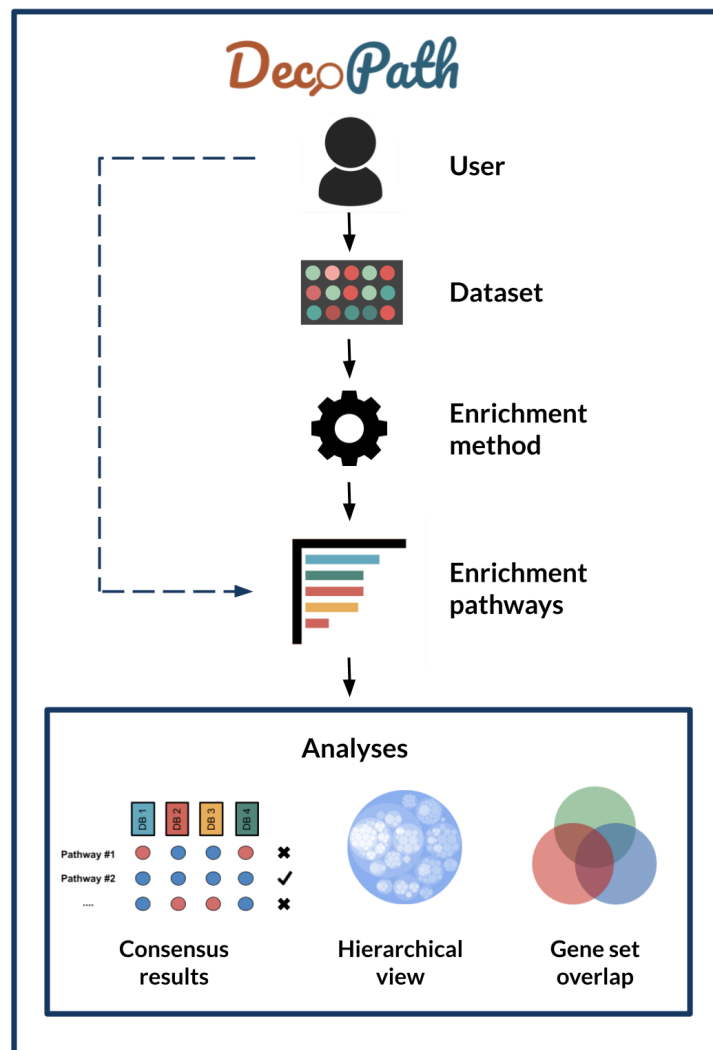 DecoPath
User
Dataset
Enrichment
method
Enrichment
pathways
Analyses
DB 1
DB 2
DB 3
DB 4
Pathway #1
Pathway #2
....
Consensus
results
Hierarchical
view
Gene set
overlap